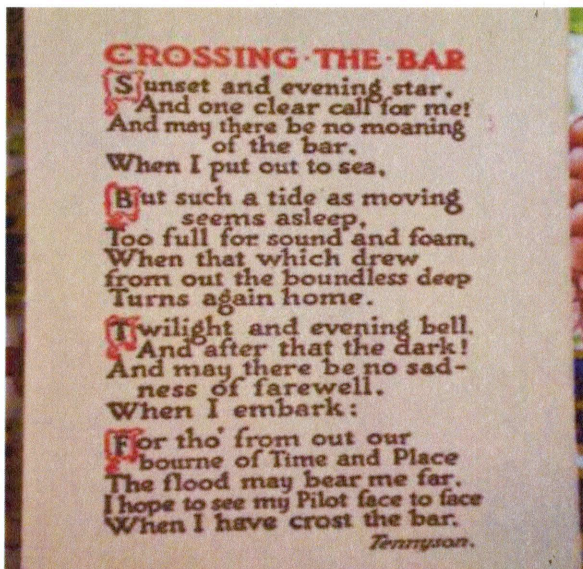 CROSSING·THE·BAR
Sunset and evening star,
And one clear call for me!
And may there be no moaning
of the bar,
When I put out to sea,
But such a tide as moving
seems asleep,
Too full for sound and foam,
When that which drew
from out the boundless deep
Turns again home.
Twilight and evening bell,
And after that the dark!
And may there be no sad-
ness of farewell,
When I embark:
For tho' from out our
bourne of Time and Place
The flood may bear me far,
I hope to see my Pilot face to face
When I have crost the bar.
Tennyson.